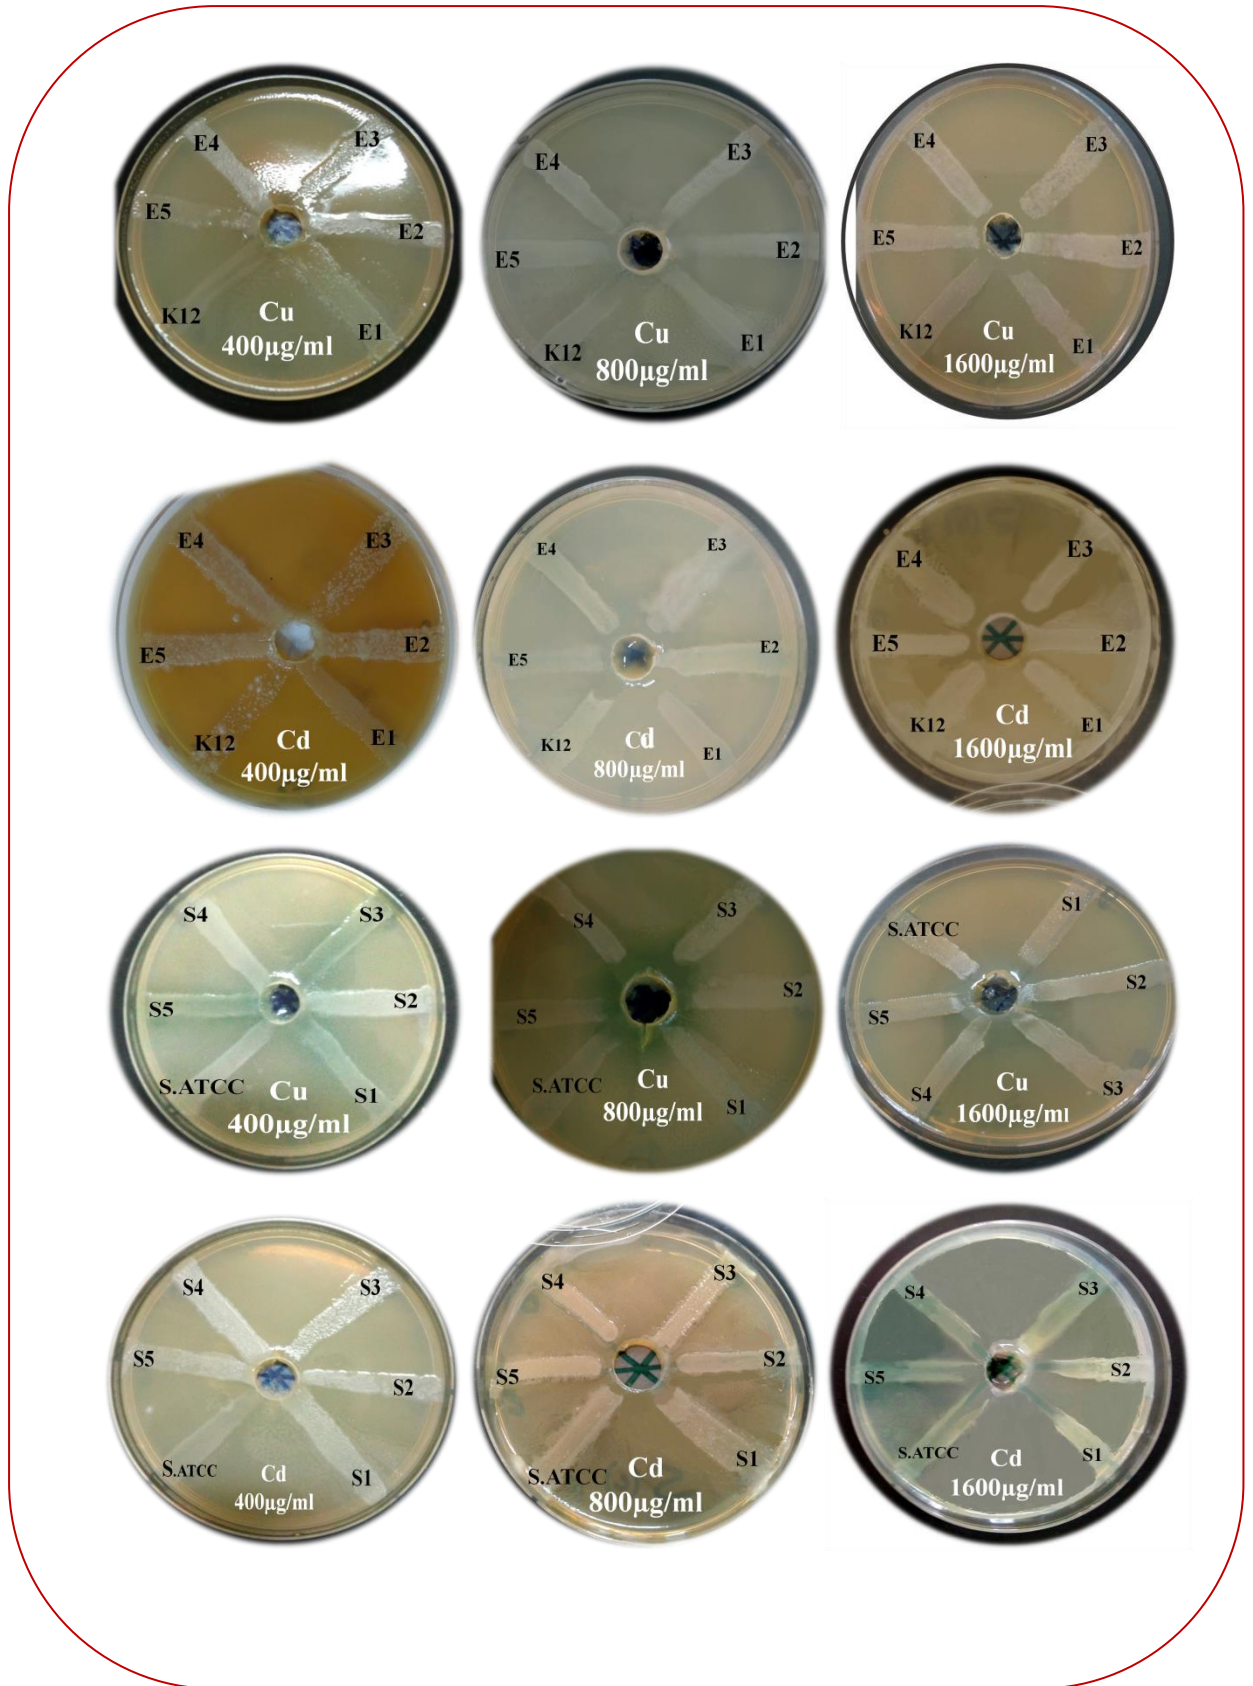 E4
E3
E5
E2
K12
E1
Cu
400µg/ml
E4
E3
E5
E2
K12
E1
Cu
800µg/ml
E4
E3
E5
E2
K12
E1
Cu
1600µg/ml
E4
E3
E5
E2
K12
E1
Cd
400µg/ml
E4
E3
E5
E2
K12
E1
Cd
800µg/ml
E4
E3
E5
E2
K12
E1
Cd
1600µg/ml
S4
S3
S5
S2
S.ATCC
S1
Cu
400µg/ml
S4
S3
S5
S2
S.ATCC
S1
Cu
800µg/ml
S.ATCC
S1
S5
S2
S4
S3
Cu
1600µg/ml
S4
S3
S5
S2
S.ATCC
S1
Cd
400µg/ml
S4
S3
S5
S2
S.ATCC
S1
Cd
800µg/ml
S4
S3
S5
S2
S.ATCC
S1
Cd
1600µg/ml